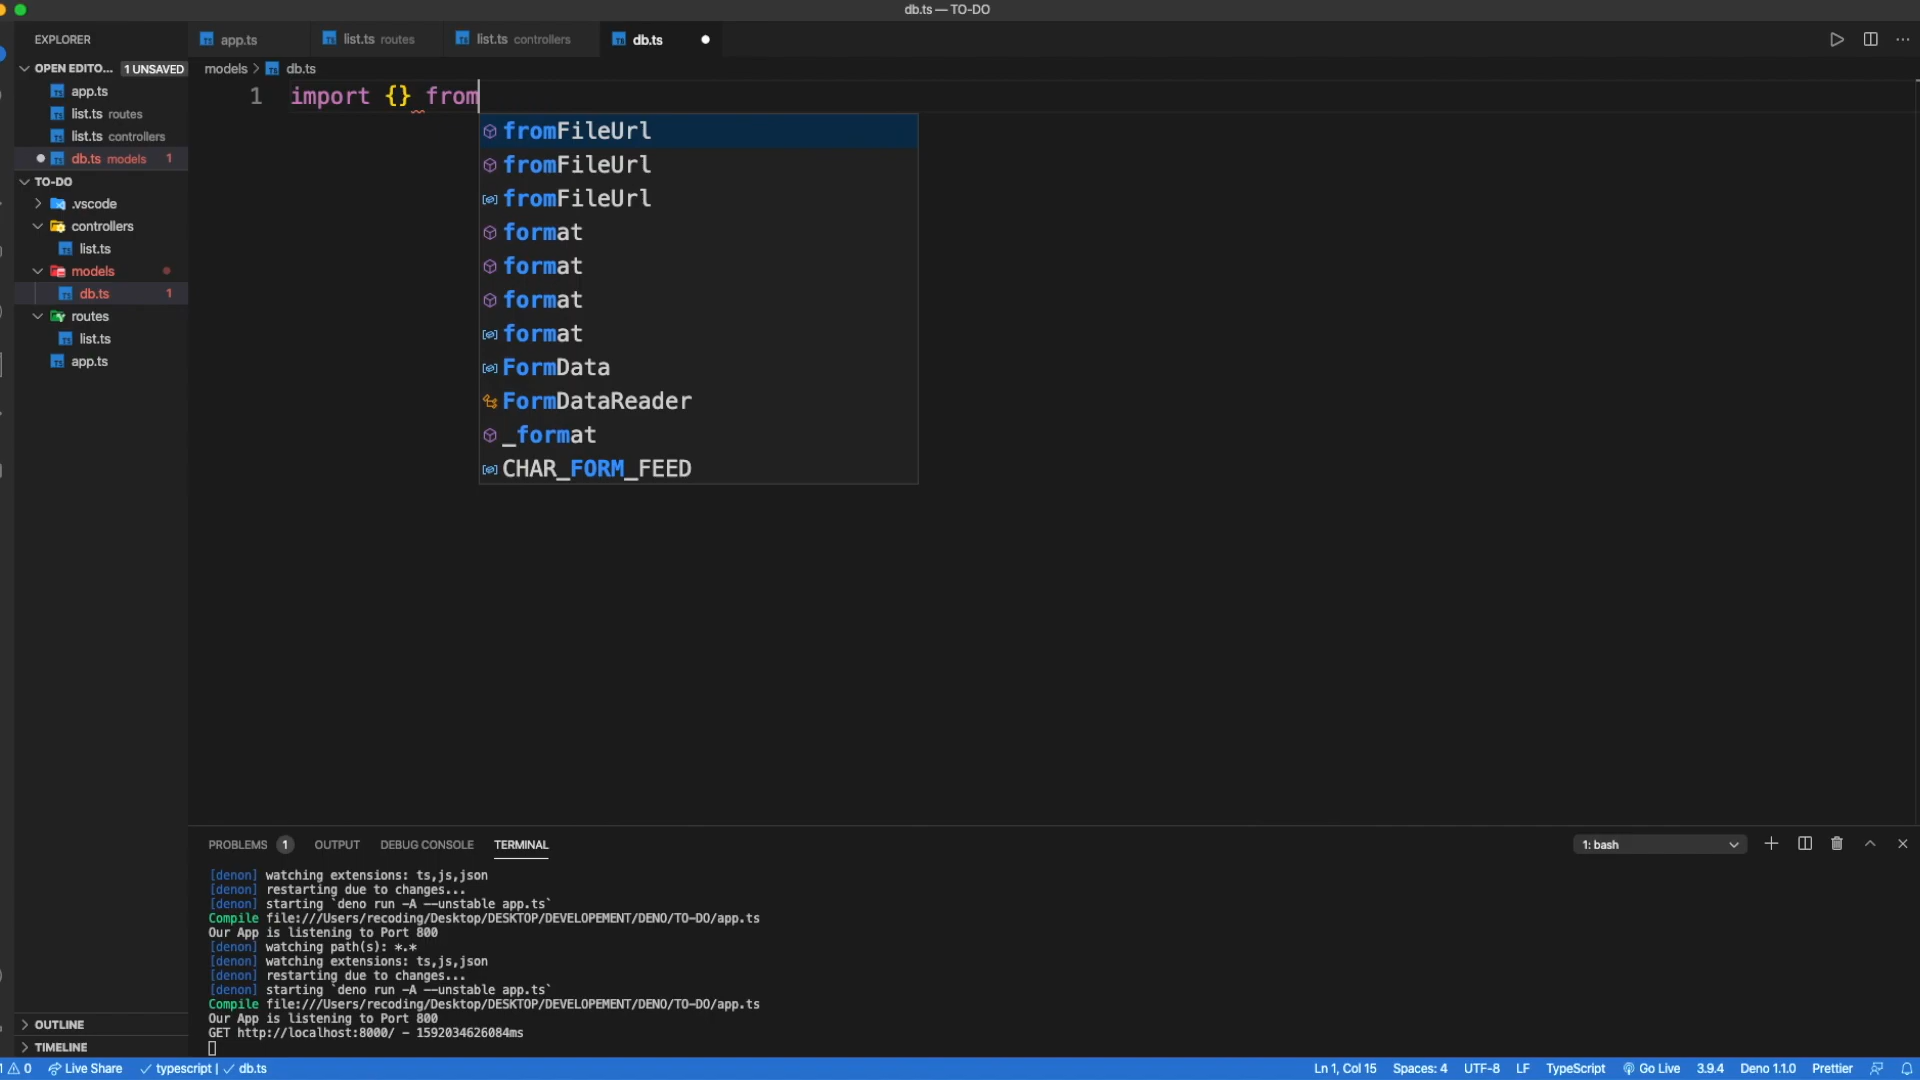 db.ts — TO-DO
EXPLORER
OPEN EDITO... 1 UNSAVED
app.ts
list.ts routes
list.ts controllers
db.ts models 1
TO-DO
.vscode
controllers
list.ts
models
db.ts 1
routes
list.ts
app.ts
OUTLINE
TIMELINE
app.ts list.ts routes list.ts controllers db.ts
models > db.ts
1 import {} from
fromFileUrl
fromFileUrl
fromFileUrl
format
format
format
format
FormData
FormDataReader
_format
CHAR_FORM_FEED
PROBLEMS 1 OUTPUT DEBUG CONSOLE TERMINAL 1: bash
[denon] watching extensions: ts,js,json
[denon] restarting due to changes...
[denon] starting `deno run -A --unstable app.ts`
Compile file:///Users/recoding/Desktop/DESKTOP/DEVELOPEMENT/DENO/TO-DO/app.ts
Our App is listening to Port 800
[denon] watching path(s): *.*
[denon] watching extensions: ts,js,json
[denon] restarting due to changes...
[denon] starting `deno run -A --unstable app.ts`
Compile file:///Users/recoding/Desktop/DESKTOP/DEVELOPEMENT/DENO/TO-DO/app.ts
Our App is listening to Port 800
GET http://localhost:8000/ - 1592034626084ms
0 Live Share typescript | db.ts Ln 1, Col 15 Spaces: 4 UTF-8 LF TypeScript Go Live 3.9.4 Deno 1.1.0 Prettier